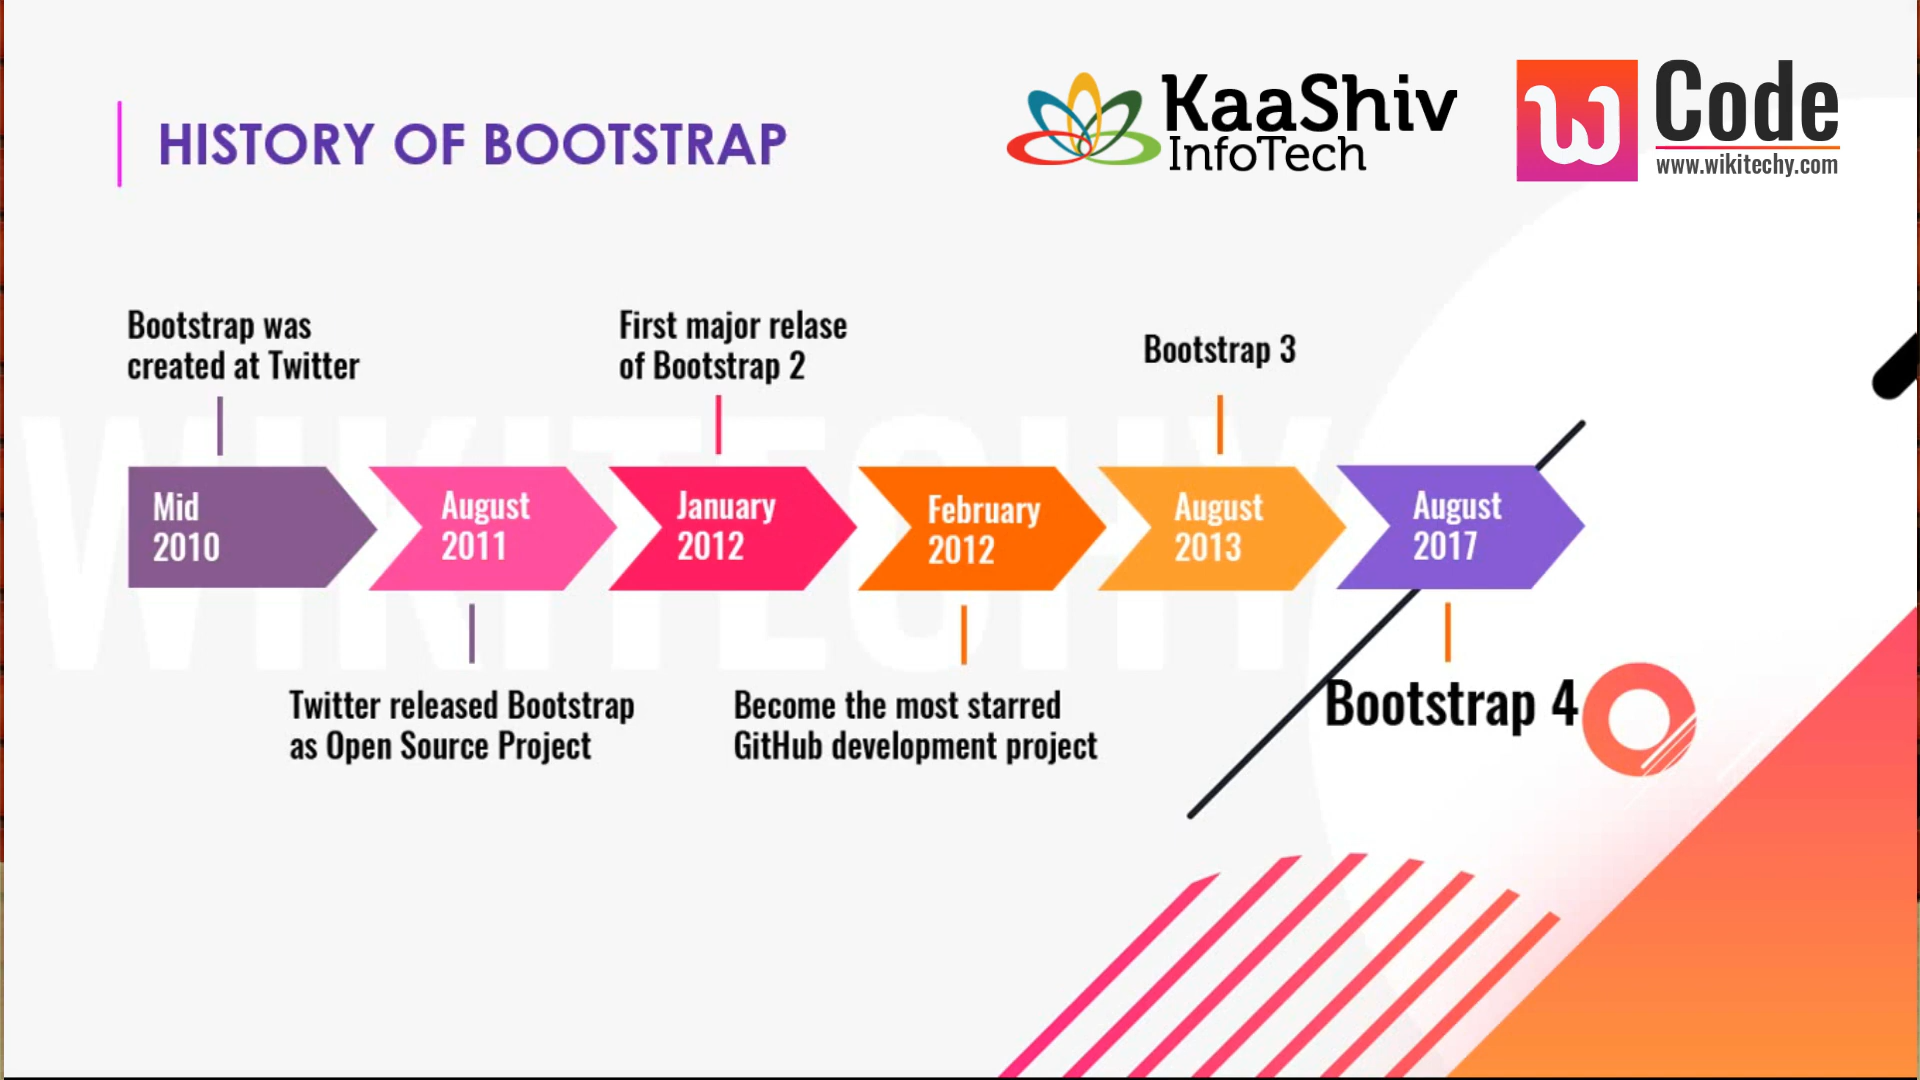 HISTORY OF BOOTSTRAP
KaaShiv
InfoTech
W
Code
www.wikitechy.com
Bootstrap was
created at Twitter
First major relase
of Bootstrap 2
Bootstrap 3
WIKITECHY
Mid
2010
August
2011
January
2012
February
2012
August
2013
August
2017
Twitter released Bootstrap
as Open Source Project
Become the most starred
GitHub development project
Bootstrap 4